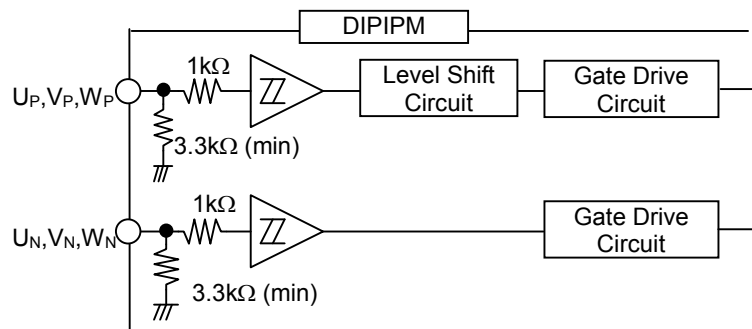 DIPIPM
1kΩ
Level Shift
Circuit
Gate Drive
Circuit
UP,VP,WP
3.3kΩ (min)
1kΩ
Gate Drive
Circuit
UN,VN,WN
3.3kΩ (min)